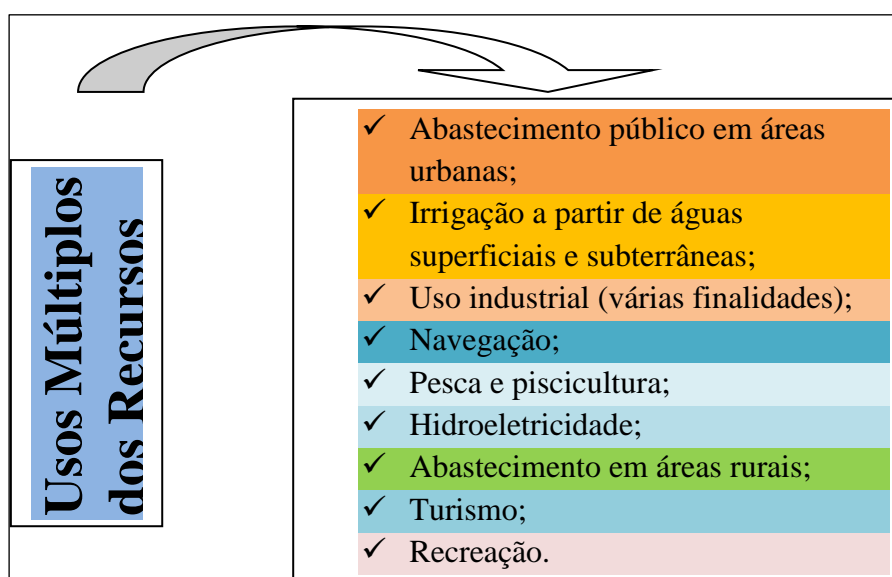 Usos Múltiplos
dos Recursos
✓ Abastecimento público em áreas
urbanas;
✓ Irrigação a partir de águas
superficiais e subterrâneas;
✓ Uso industrial (várias finalidades);
✓ Navegação;
✓ Pesca e piscicultura;
✓ Hidroeletricidade;
✓ Abastecimento em áreas rurais;
✓ Turismo;
✓ Recreação.